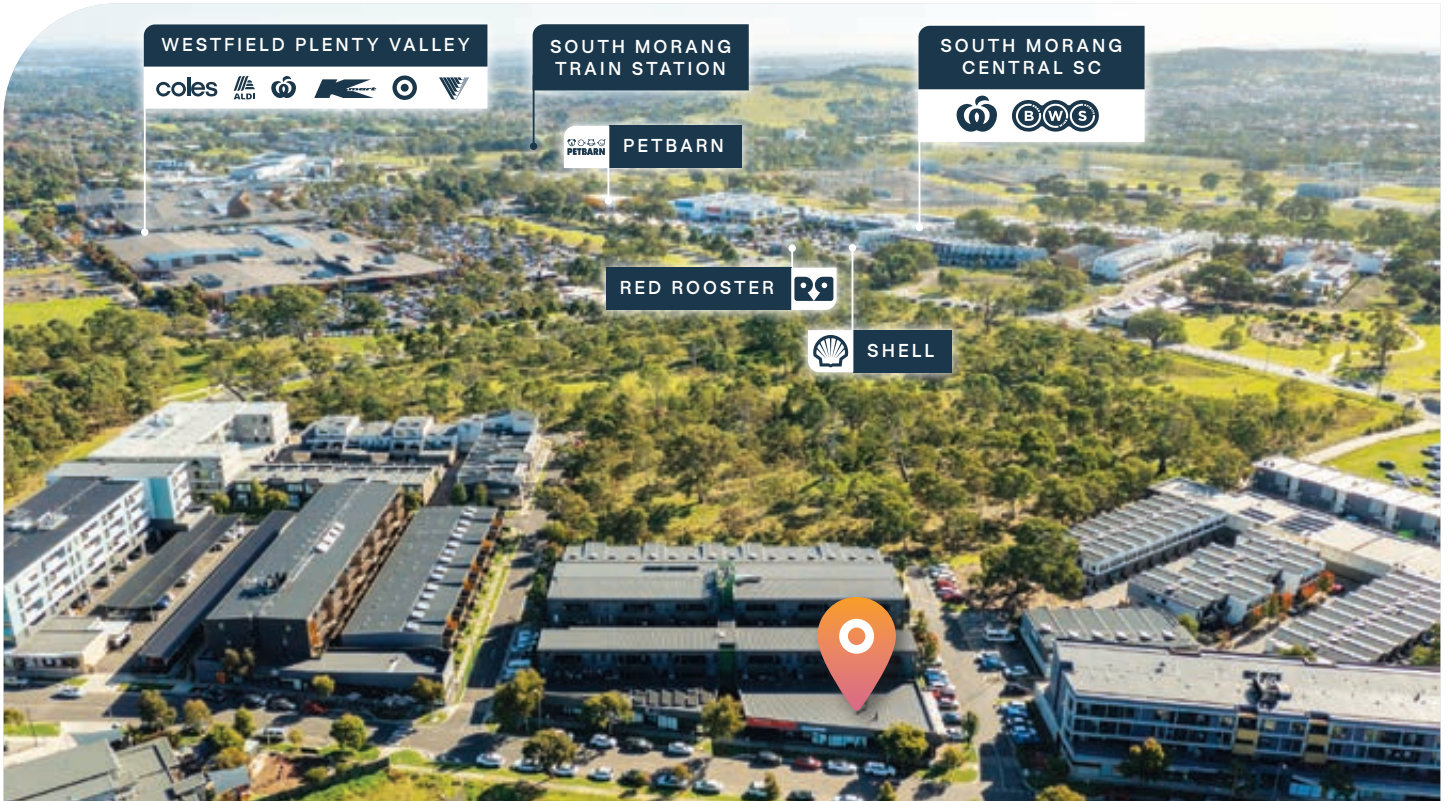 WESTFIELD PLENTY VALLEY
coles
ALDI
Kmart
SOUTH MORANG
TRAIN STATION
SOUTH MORANG
CENTRAL SC
BWS
PETBARN
PETBARN
RED ROOSTER
SHELL